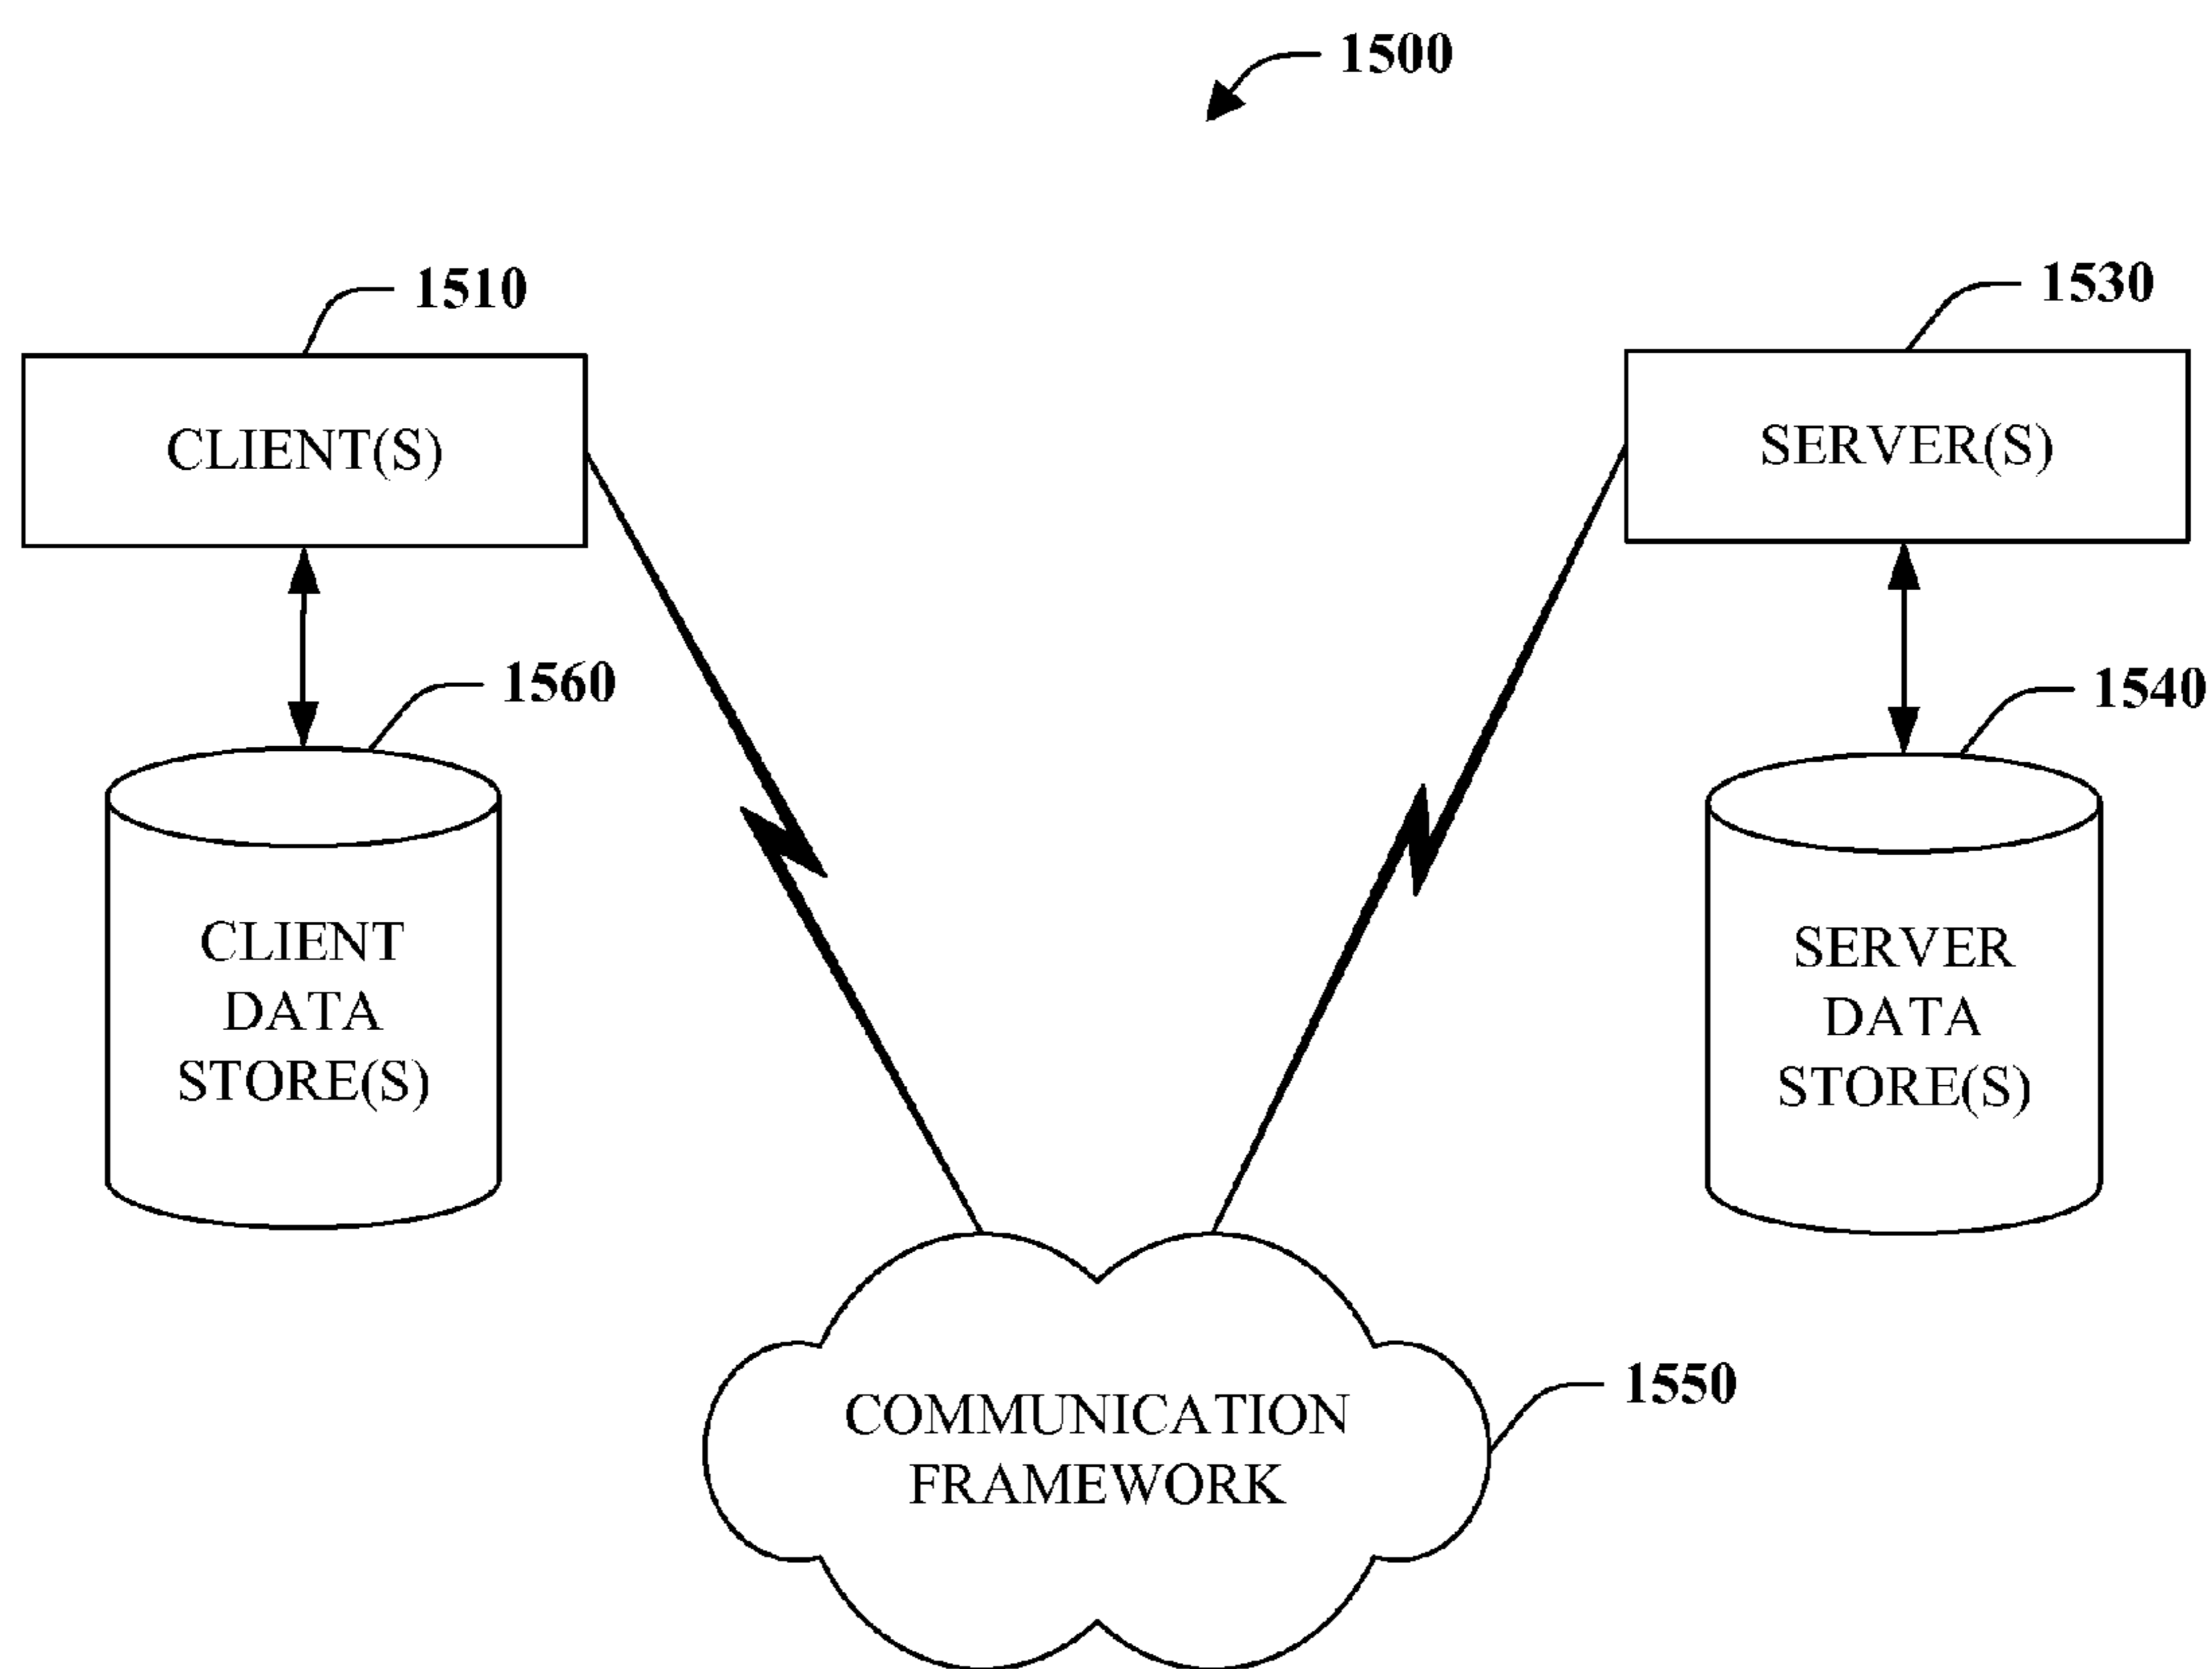 1500
1510
1530
CLIENT(S)
SERVER(S)
1560
1540
CLIENT
DATA
STORE(S)
SERVER
DATA
STORE(S)
1550
COMMUNICATION
FRAMEWORK